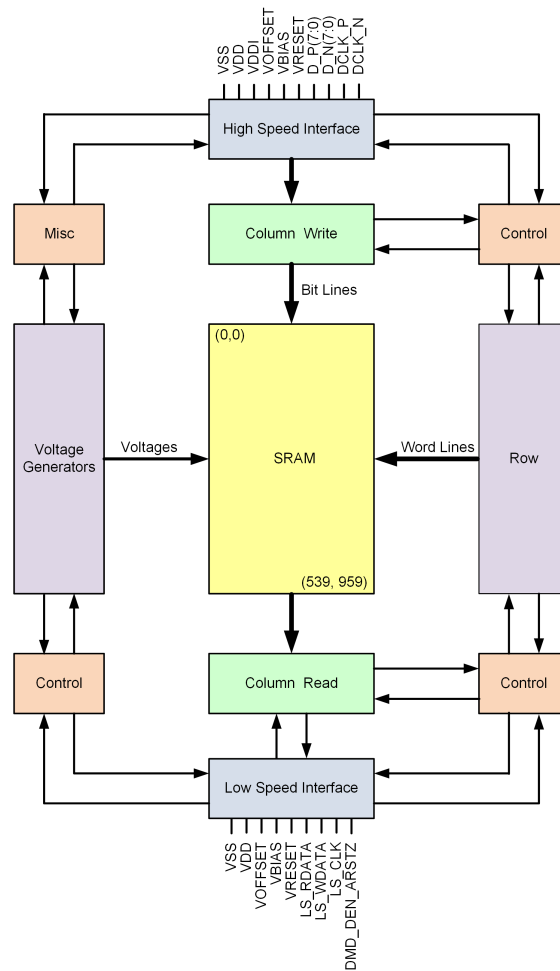 VSS
VDD
VDDI
VOFFSET
VBIAS
VRESET
D_P(7:0)
D_N(7:0)
DCLK_P
DCLK_N
High Speed Interface
Misc
Column Write
Control
Bit Lines
(0,0)
Voltage
Generators
Voltages
SRAM
Word Lines
Row
(539, 959)
Control
Column Read
Control
Low Speed Interface
VSS
VDD
VOFFSET
VBIAS
VRESET
LS_RDATA
LS_WDATA
LS_CLK
DMD_DEN_ARSTZ